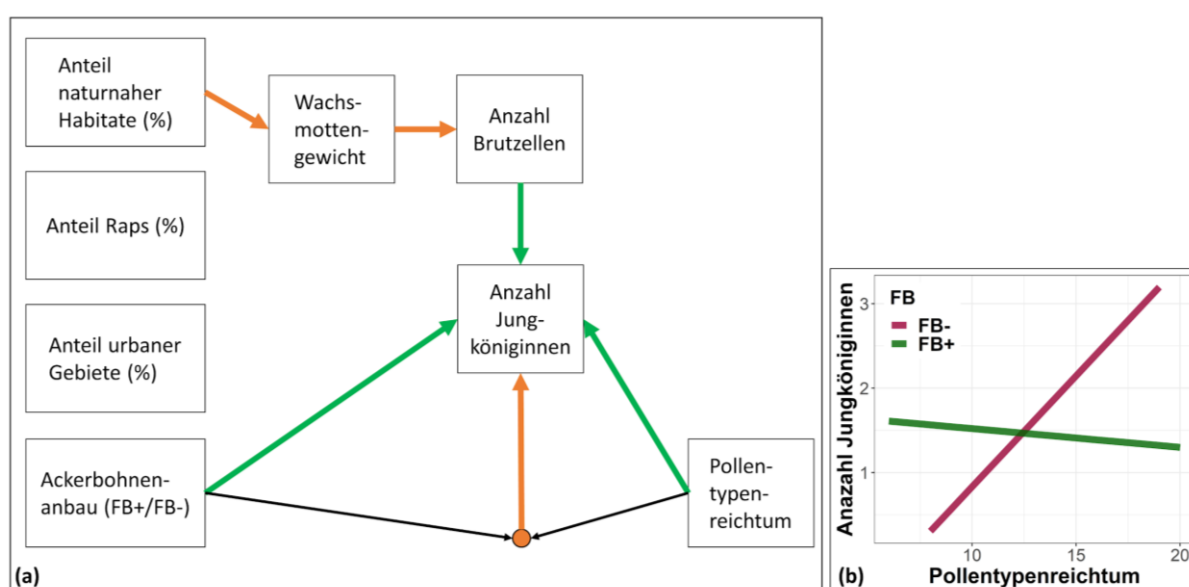 Anteil
naturnaher
Habitate (%)
Wachs-
motten-
gewicht
Anzahl
Brutzellen
Anteil Raps (%)
Anzahl
Jung-
königinnen
Anteil urbaner
Gebiete (%)
Ackerbohnen-
anbau (FB+/FB-)
Pollen-
typen-
reichtum
(a)
Anazahl Jungköniginnen
FB
FB-
FB+
3
2
1
10
15
20
Pollentypenreichtum
(b)